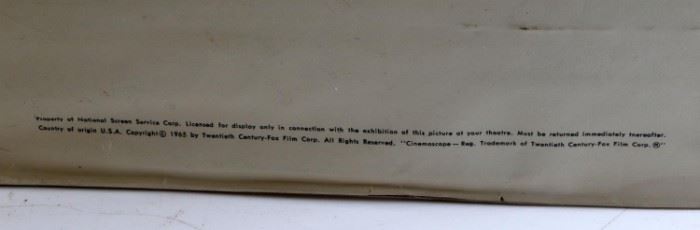 Property of National Screen Service Corp. Licensed for display only in connection with the exhibition of this picture at your theatre. Must be returned immediately thereafter.
Country of origin U.S.A. Copyright © 1965 by Twentieth Century-Fox Film Corp. All Rights Reserved. "Cinemascope — Reg. Trademark of Twentieth Century-Fox Film Corp. ®"